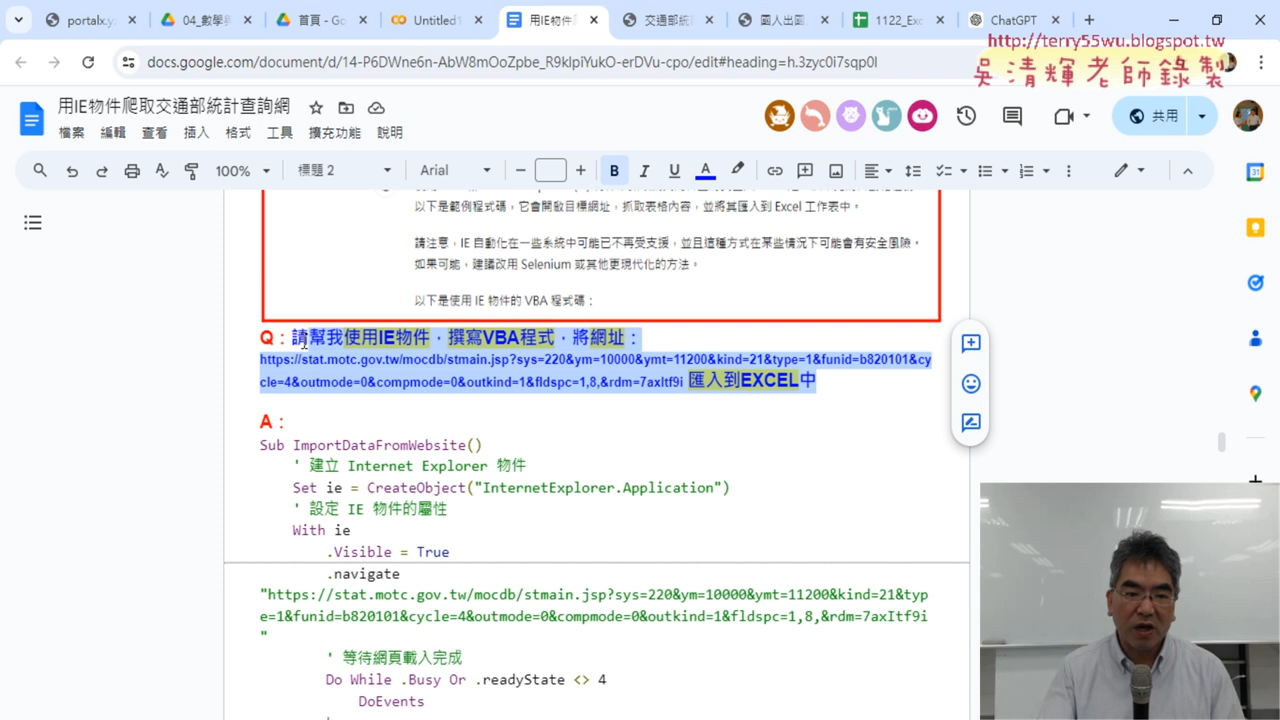 portalx.y
04_數學與
首頁 - Go
Untitled1
用IE物件爬
交通部統計
國人出國
1122_Exc
ChatGPT
http://terry55wu.blogspot.tw
docs.google.com/document/d/14-P6DWne6n-AbW8mOoZpbe_R9klpiYukO-erDVu-cpo/edit#heading=h.3zyc0i7sqp0l
吳清輝老師錄製
用IE物件爬取交通部統計查詢網
檔案 編輯 查看 插入 格式 工具 擴充功能 說明
共用
100% 標題 2 Arial B I U A
以下是範例程式碼，它會開啟目標網址，抓取表格內容，並將其匯入到 Excel 工作表中。
請注意，IE 自動化在一些系統中可能已不再受支援，並且這種方式在某些情況下可能會有安全風險。
如果可能，建議改用 Selenium 或其他更現代化的方法。
以下是使用 IE 物件的 VBA 程式碼：
Q：請幫我使用IE物件，撰寫VBA程式，將網址：
https://stat.motc.gov.tw/mocdb/stmain.jsp?sys=220&ym=10000&ymt=11200&kind=21&type=1&funid=b820101&cy
cle=4&outmode=0&compmode=0&outkind=1&fldspc=1,8,&rdm=7axItf9i 匯入到EXCEL中
A：
Sub ImportDataFromWebsite()
' 建立 Internet Explorer 物件
Set ie = CreateObject("InternetExplorer.Application")
' 設定 IE 物件的屬性
With ie
.Visible = True
.navigate
"https://stat.motc.gov.tw/mocdb/stmain.jsp?sys=220&ym=10000&ymt=11200&kind=21&typ
e=1&funid=b820101&cycle=4&outmode=0&compmode=0&outkind=1&fldspc=1,8,&rdm=7axItf9i
"
' 等待網頁載入完成
Do While .Busy Or .readyState <> 4
DoEvents